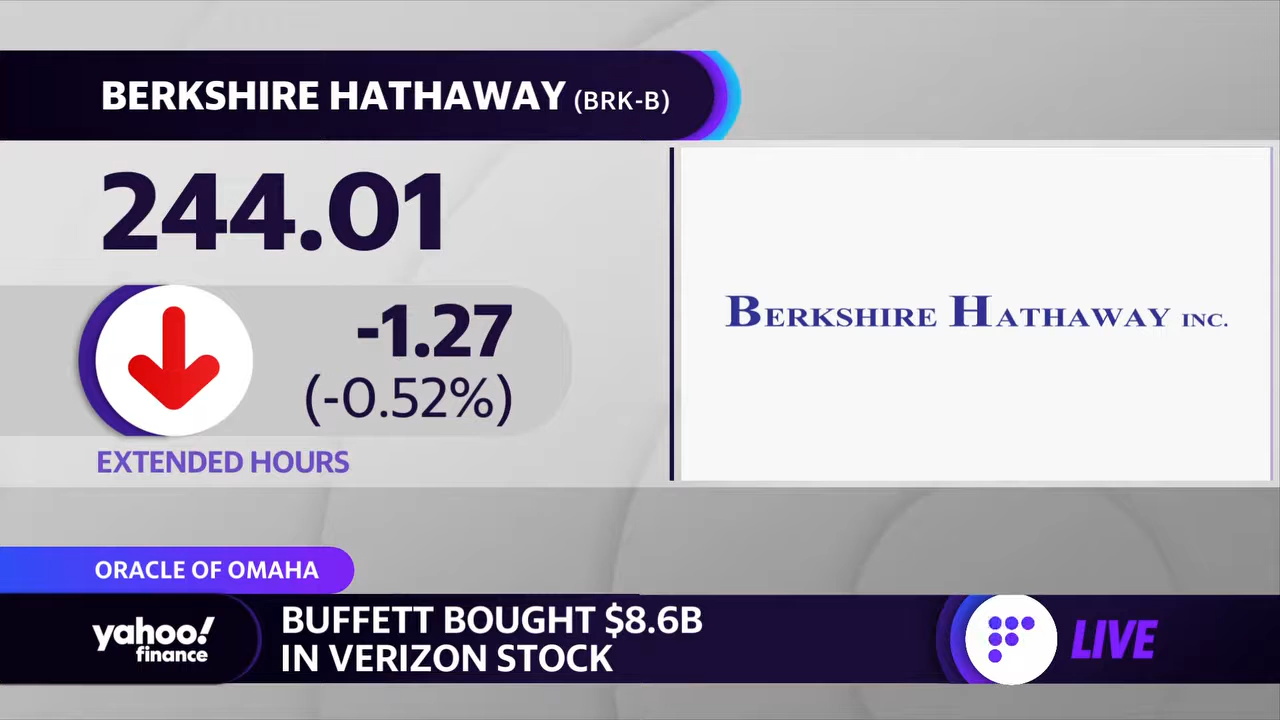 BERKSHIRE HATHAWAY (BRK-B)
244.01
-1.27
(-0.52%)
EXTENDED HOURS
BERKSHIRE HATHAWAY INC.
ORACLE OF OMAHA
yahoo!
finance
BUFFETT BOUGHT $8.6B
IN VERIZON STOCK
LIVE